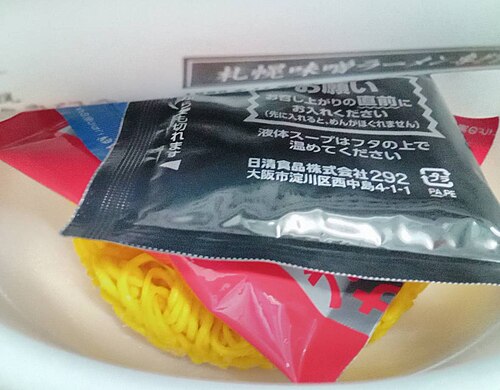 札幌味噌ラーメン
お願い
お召し上がりの直前に
お入れください
(先に入れると、めんがほぐれません)
液体スープはフタの上で
温めてください
日清食品株式会社292
大阪市淀川区西中島4-1-1
プラ
PA,PE
らでも切れます